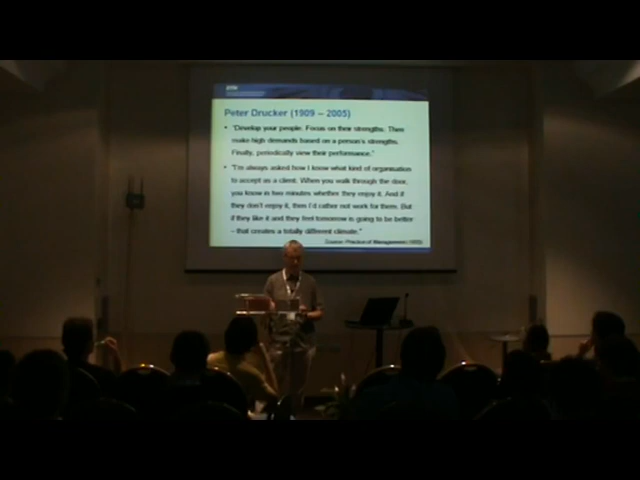 Peter Drucker (1909 – 2005)
• "Develop your people. Focus on their strengths. Then
make high demands based on a person's strengths.
Finally, periodically view their performance."
• "I'm always asked how I know what kind of organisation
to accept as a client. When you walk through the door,
you know in two minutes whether they enjoy it. And if
they don't enjoy it, then I'd rather not work for them. But
if they like it and they feel tomorrow is going to be better
– that creates a totally different climate."
Source: Practice of Management